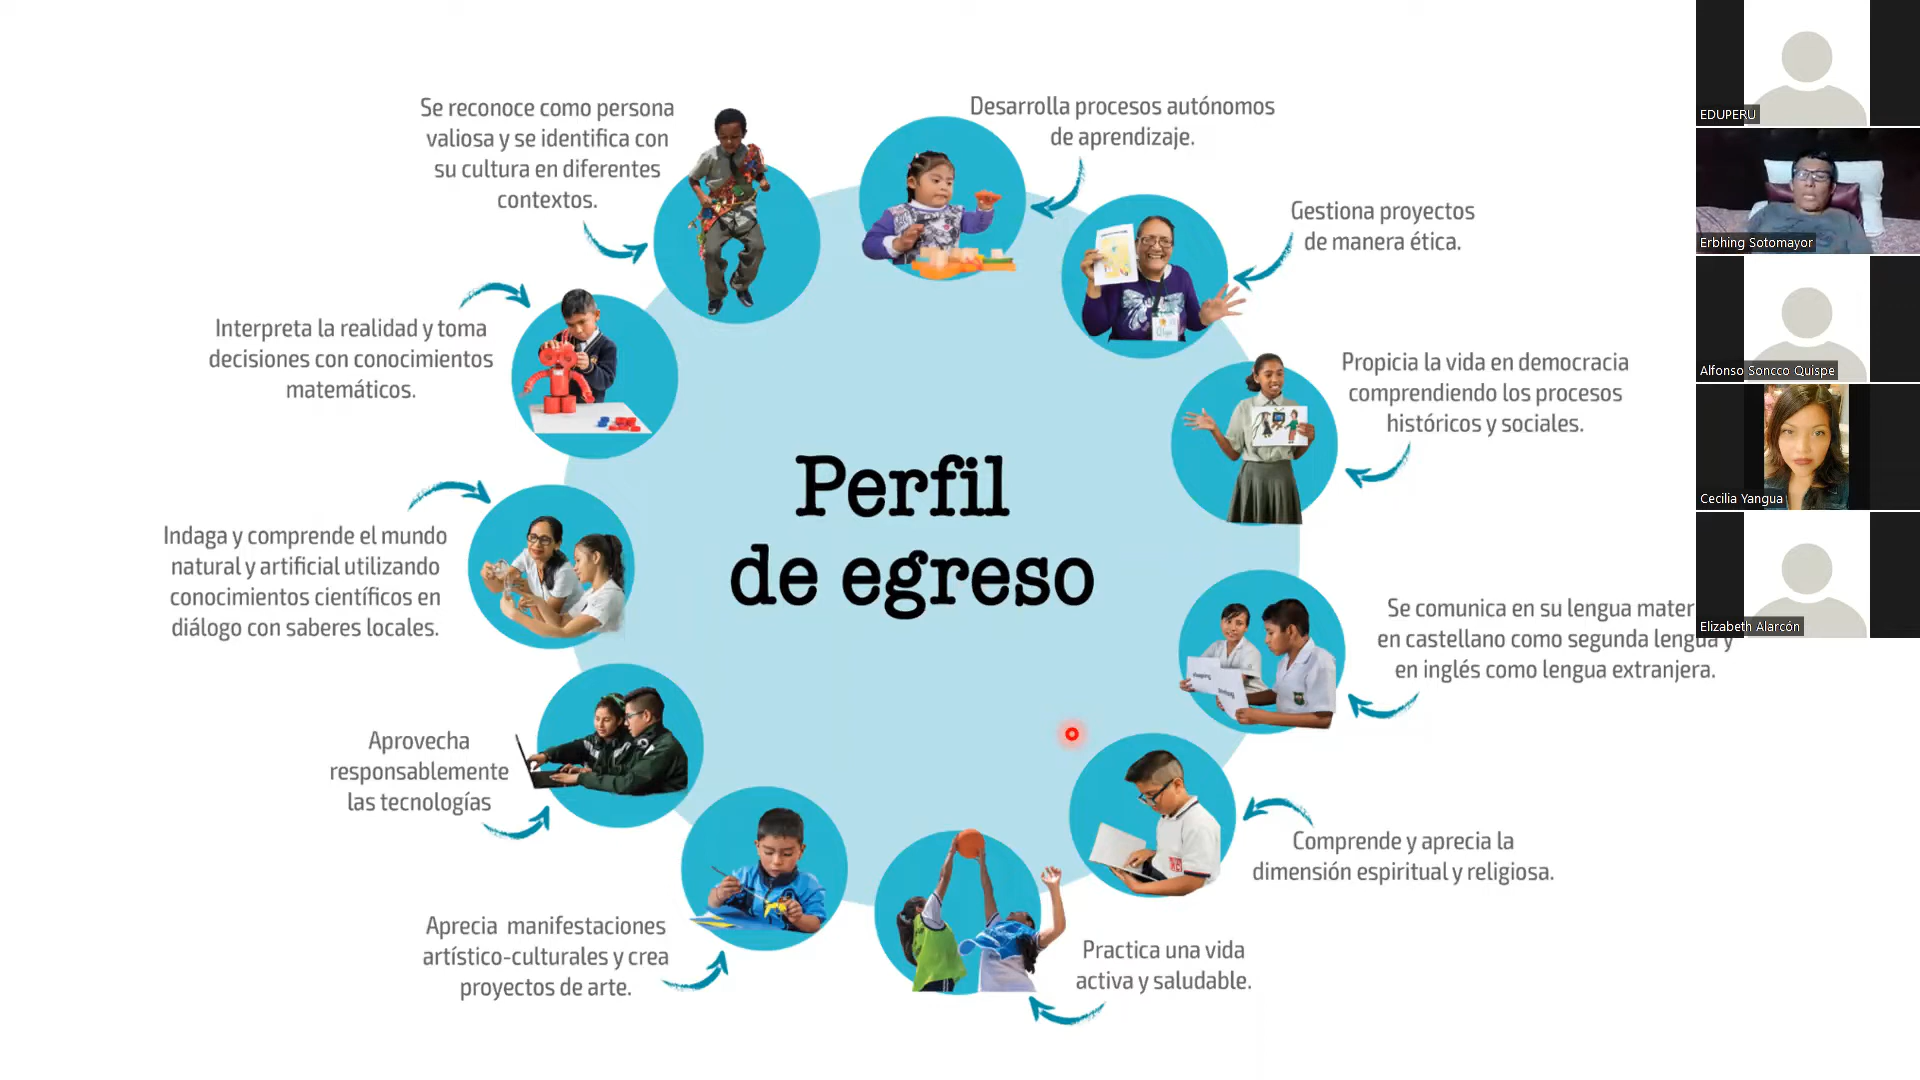 Perfil
de egreso
Se reconoce como persona
valiosa y se identifica con
su cultura en diferentes
contextos.
Desarrolla procesos autónomos
de aprendizaje.
Gestiona proyectos
de manera ética.
Propicia la vida en democracia
comprendiendo los procesos
históricos y sociales.
Se comunica en su lengua mater
en castellano como segunda lengua y
en inglés como lengua extranjera.
Comprende y aprecia la
dimensión espiritual y religiosa.
Practica una vida
activa y saludable.
Aprecia manifestaciones
artístico-culturales y crea
proyectos de arte.
Aprovecha
responsablemente
las tecnologías
Indaga y comprende el mundo
natural y artificial utilizando
conocimientos científicos en
diálogo con saberes locales.
Interpreta la realidad y toma
decisiones con conocimientos
matemáticos.
EDUPERU
Erbhing Sotomayor
Alfonso Soncco Quispe
Cecilia Yangua
Elizabeth Alarcón